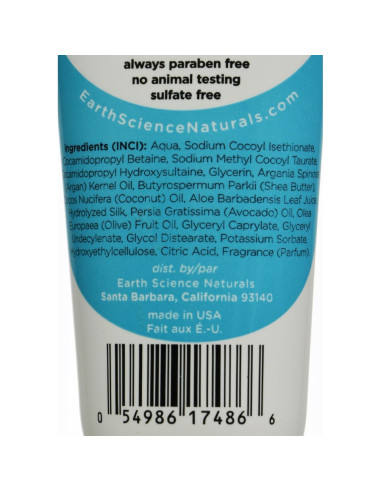 always paraben free
no animal testing
sulfate free
EarthScienceNaturals.com
Ingredients (INCI): Aqua, Sodium Cocoyl Isethionate,
Cocamidopropyl Betaine, Sodium Methyl Cocoyl Taurate,
Cocamidopropyl Hydroxysultaine, Glycerin, Argania Spinosa
(Argan) Kernel Oil, Butyrospermum Parkii (Shea Butter),
Cocos Nucifera (Coconut) Oil, Aloe Barbadensis Leaf Juice,
Hydrolyzed Silk, Persia Gratissima (Avocado) Oil, Olea
Europaea (Olive) Fruit Oil, Glyceryl Caprylate, Glyceryl
Undecylenate, Glycol Distearate, Potassium Sorbate,
Hydroxyethylcellulose, Citric Acid, Fragrance (Parfum).
dist. by/par
Earth Science Naturals
Santa Barbara, California 93140
made in USA
Fait aux É.-U.
0 54986 17486 6